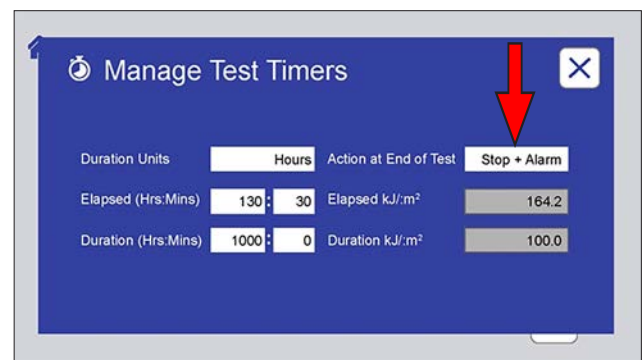 Manage Test Timers
Duration Units Hours Action at End of Test Stop + Alarm
Elapsed (Hrs:Mins) 130 : 30 Elapsed kJ/:m² 164.2
Duration (Hrs:Mins) 1000 : 0 Duration kJ/:m² 100.0